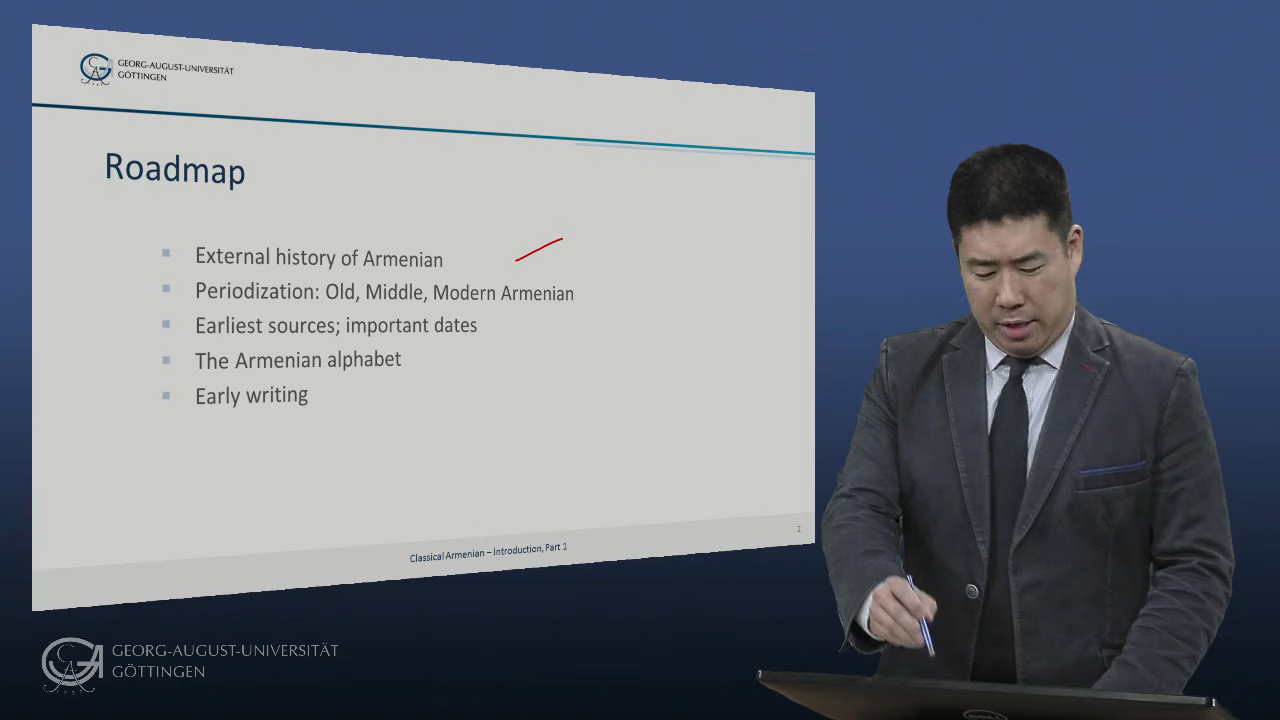 GEORG-AUGUST-UNIVERSITÄT
GÖTTINGEN
Roadmap
External history of Armenian
Periodization: Old, Middle, Modern Armenian
Earliest sources; important dates
The Armenian alphabet
Early writing
2
Classical Armenian – Introduction, Part 1
GEORG-AUGUST-UNIVERSITÄT
GÖTTINGEN
DELL